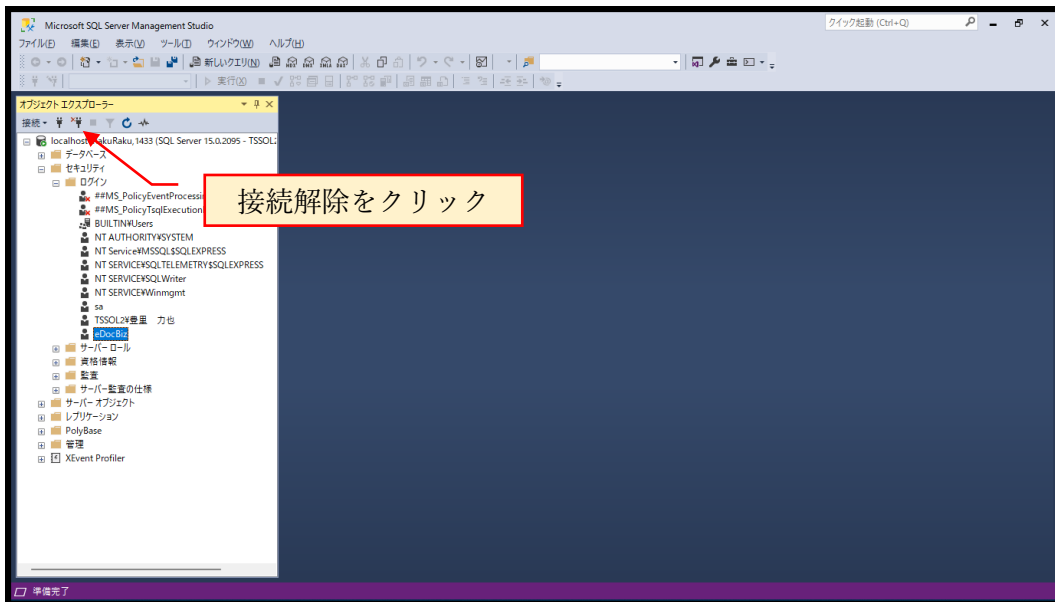 Microsoft SQL Server Management Studio
クイック起動 (Ctrl+Q)
ファイル(F) 編集(E) 表示(V) ツール(T) ウィンドウ(W) ヘルプ(H)
新しいクエリ(N)
実行(X)
オブジェクト エクスプローラー
接続
localhost akuRaku,1433 (SQL Server 15.0.2095 - TSSOL
データベース
セキュリティ
ログイン
##MS_PolicyEventProcessin
##MS_PolicyTsqlExecution
接続解除をクリック
BUILTIN¥Users
NT AUTHORITY¥SYSTEM
NT Service¥MSSQL$SQLEXPRESS
NT SERVICE¥SQLTELEMETRY$SQLEXPRESS
NT SERVICE¥SQLWriter
NT SERVICE¥Winmgmt
sa
TSSOL2¥豊里 力也
eDocBiz
サーバー ロール
資格情報
監査
サーバー監査の仕様
サーバー オブジェクト
レプリケーション
PolyBase
管理
XEvent Profiler
準備完了